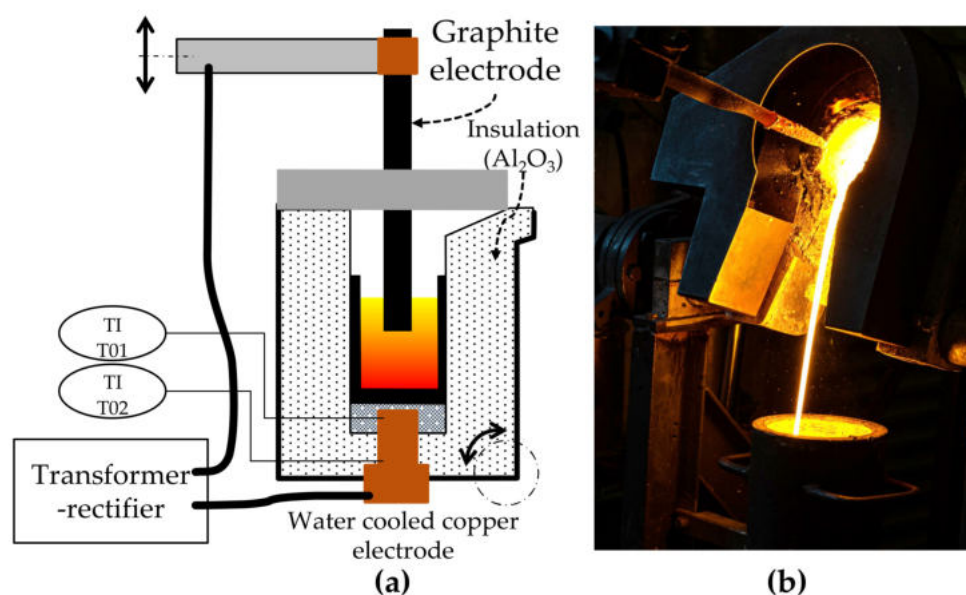 Graphite
electrode
Insulation
(Al₂O₃)
TI
T01
TI
T02
Transformer
-rectifier
Water cooled copper
electrode
(a)
(b)